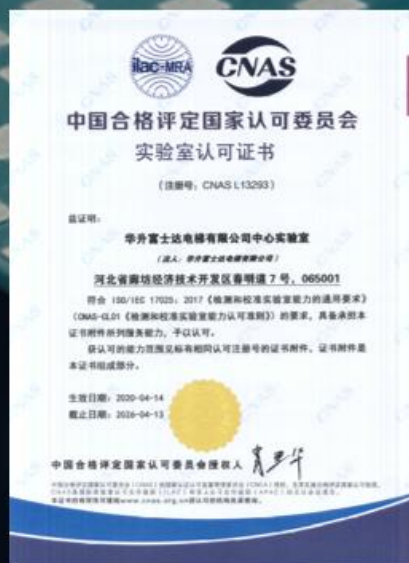 ilac-MRA
CNAS
中国合格评定国家认可委员会
实验室认可证书
(注册号:CNAS L13293)
兹证明:
华升富士达电梯有限公司中心实验室
(法人:华升富士达电梯有限公司)
河北省廊坊经济技术开发区春明道 7 号,065001
符合 ISO/IEC 17025:2017《检测和校准实验室能力的通用要求》
(CNAS-CL01《检测和校准实验室能力认可准则》)的要求,具备承担本
证书附件所列服务能力,予以认可。
获认可的能力范围见标有相同认可注册号的证书附件,证书附件是
本证书组成部分。
生效日期:2020-04-14
截止日期:2026-04-13
中国合格评定国家认可委员会授权人